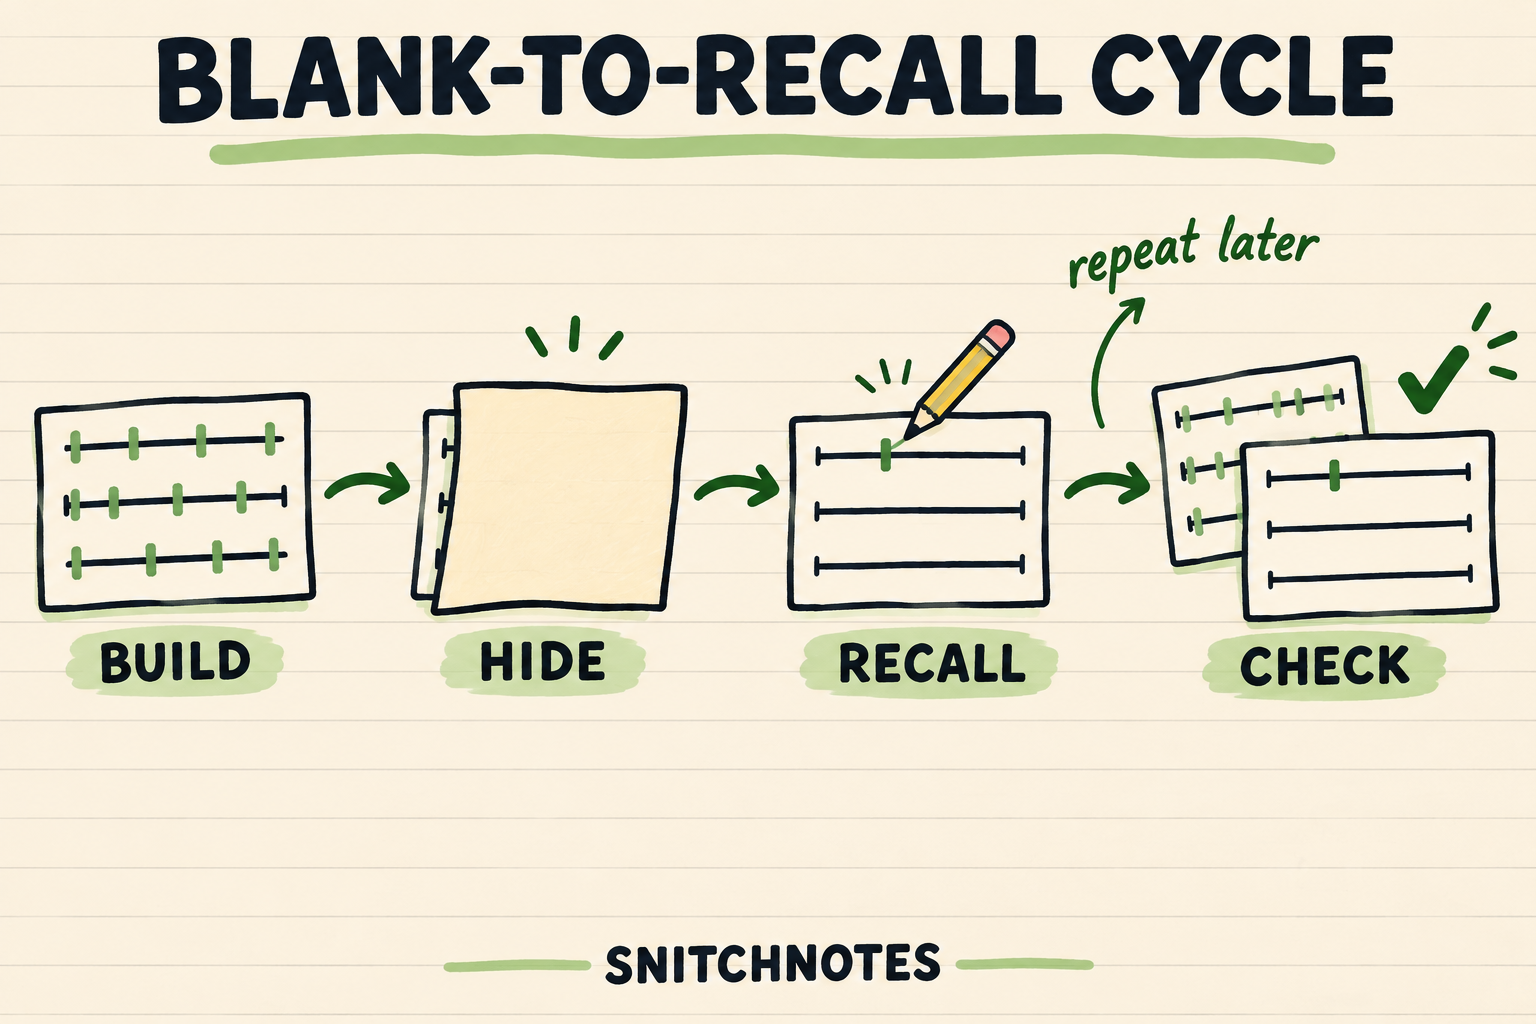 BLANK-TO-RECALL CYCLE
repeat later
BUILD
HIDE
RECALL
CHECK
SNITCHNOTES